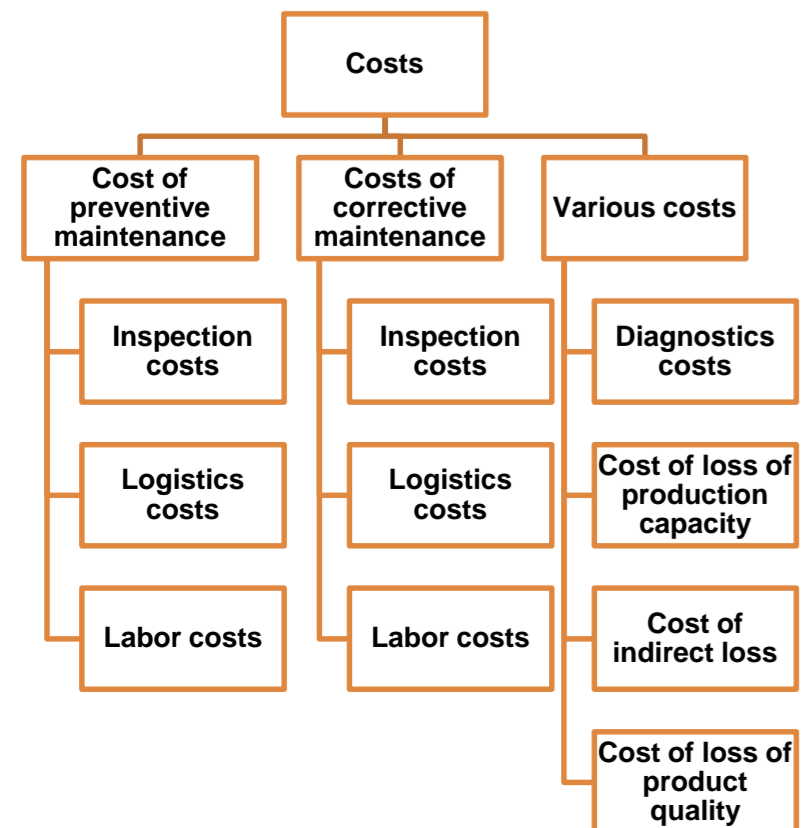 Costs
Cost of
preventive
maintenance
Costs of
corrective
maintenance
Various costs
Inspection
costs
Inspection
costs
Diagnostics
costs
Logistics
costs
Logistics
costs
Cost of loss of
production
capacity
Labor costs
Labor costs
Cost of
indirect loss
Cost of loss of
product
quality